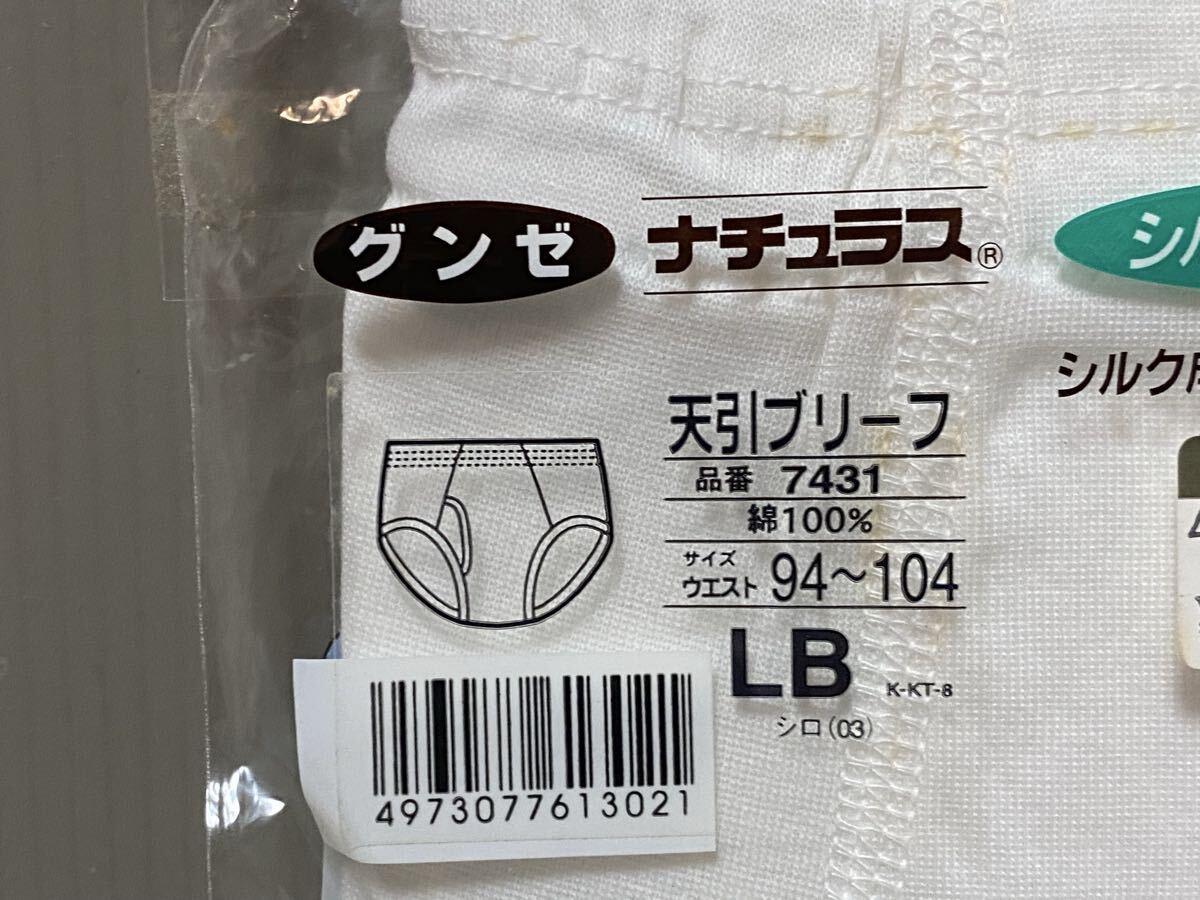 グンゼ ナチュラス®
シル
シルク
天引ブリーフ
品番 7431
綿100%
サイズ
ウエスト 94〜104
LB K-KT-8
シロ(03)
4973077613021